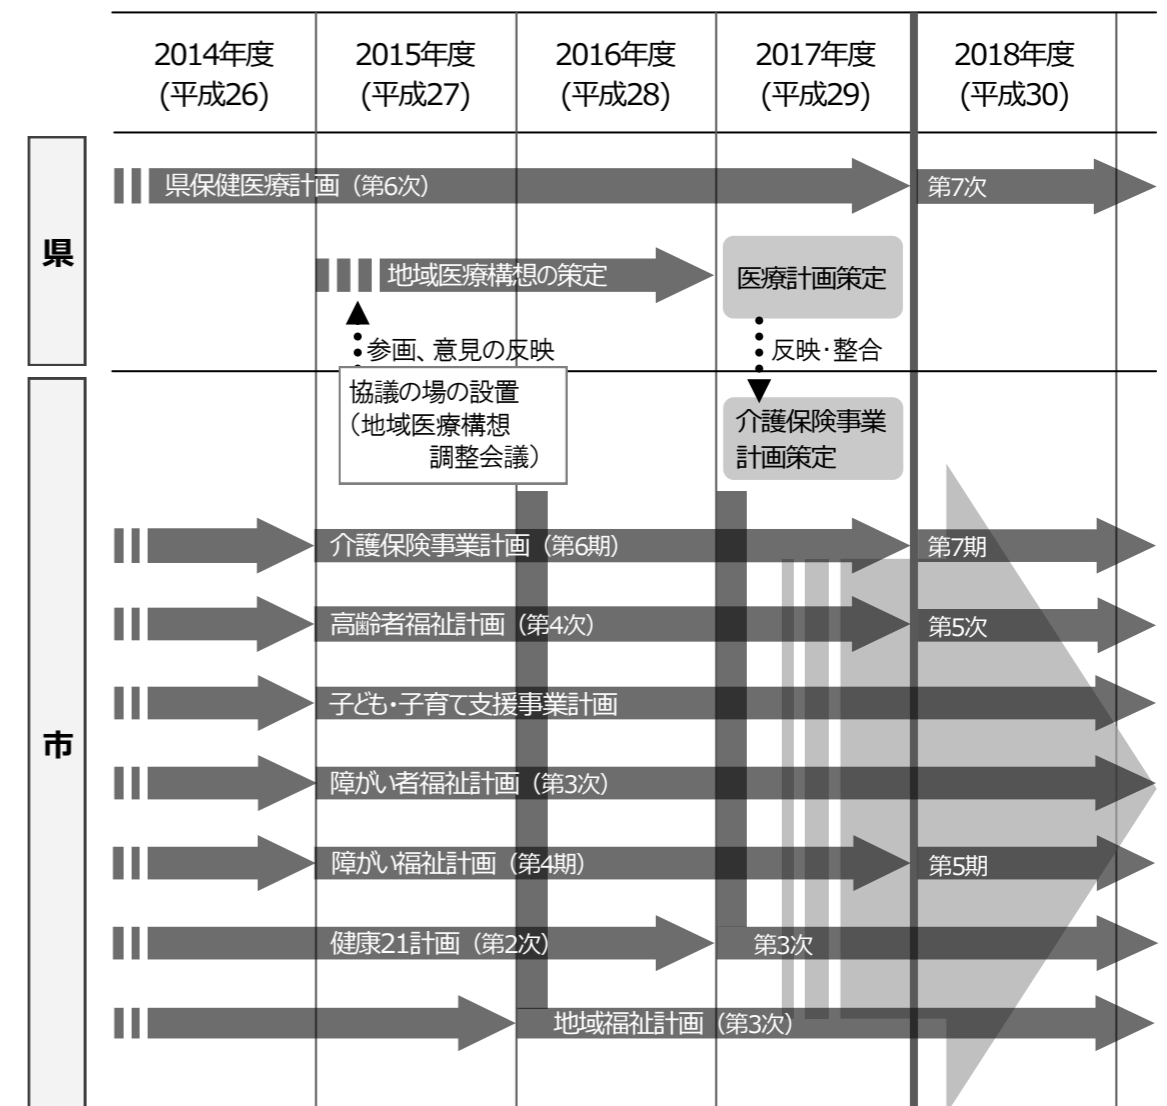 2014年度
(平成26)
2015年度
(平成27)
2016年度
(平成28)
2017年度
(平成29)
2018年度
(平成30)
県
県保健医療計画（第6次）
第7次
地域医療構想の策定
医療計画策定
参画、意見の反映
反映・整合
協議の場の設置
（地域医療構想
調整会議）
介護保険事業
計画策定
市
介護保険事業計画（第6期）
第7期
高齢者福祉計画（第4次）
第5次
子ども・子育て支援事業計画
障がい者福祉計画（第3次）
障がい福祉計画（第4期）
第5期
健康21計画（第2次）
第3次
地域福祉計画（第3次）